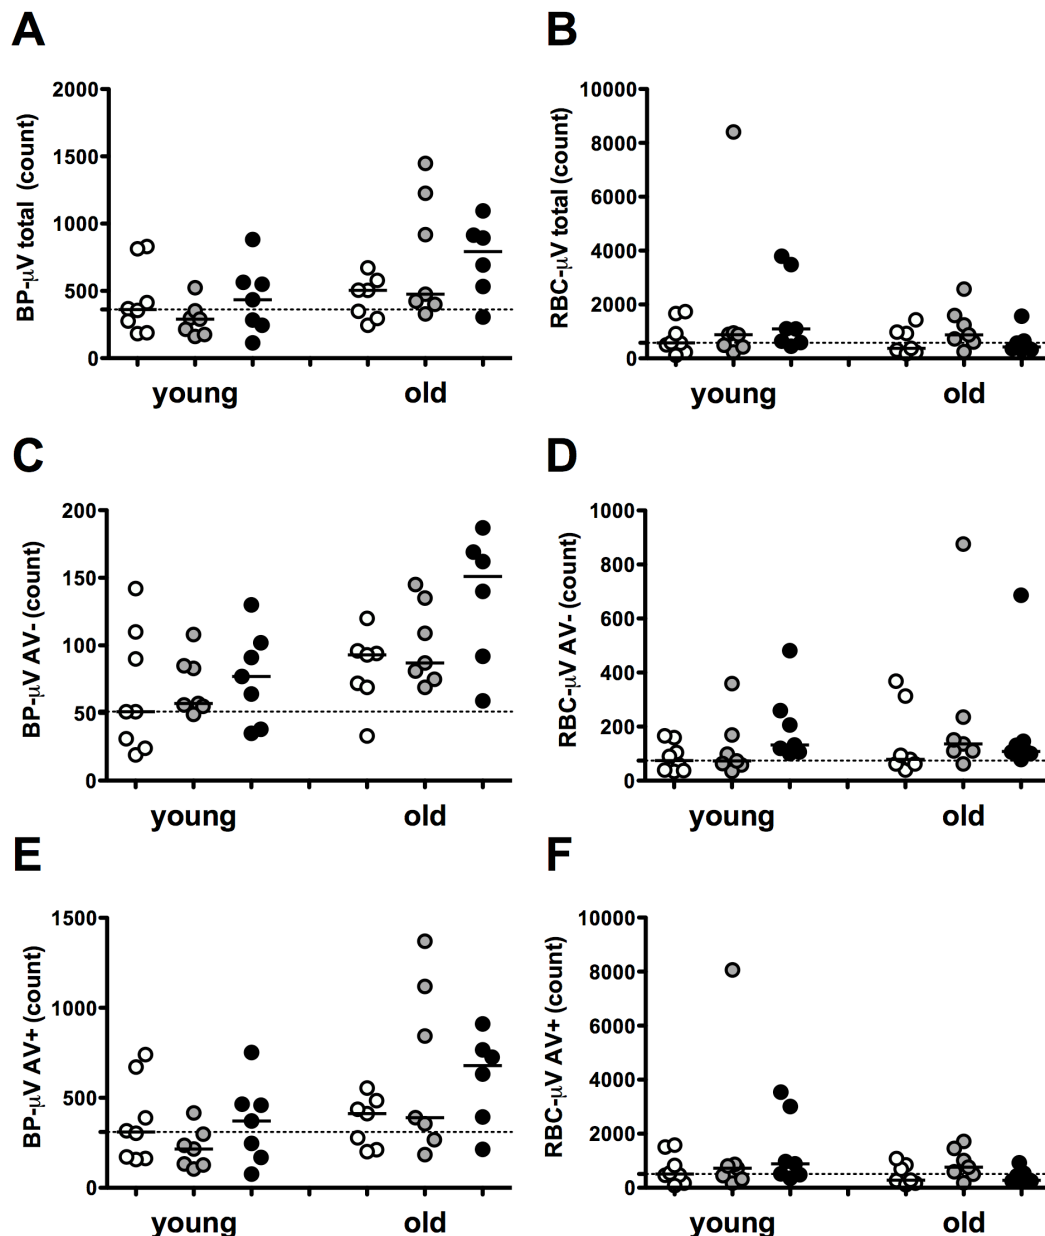 A
BP-μV total (count)
2000
1500
1000
500
0
young
old
B
RBC-μV total (count)
10000
8000
6000
4000
2000
0
young
old
C
BP-μV AV- (count)
200
150
100
50
0
young
old
D
RBC-μV AV- (count)
1000
800
600
400
200
0
young
old
E
BP-μV AV+ (count)
1500
1000
500
0
young
old
F
RBC-μV AV+ (count)
10000
8000
6000
4000
2000
0
young
old